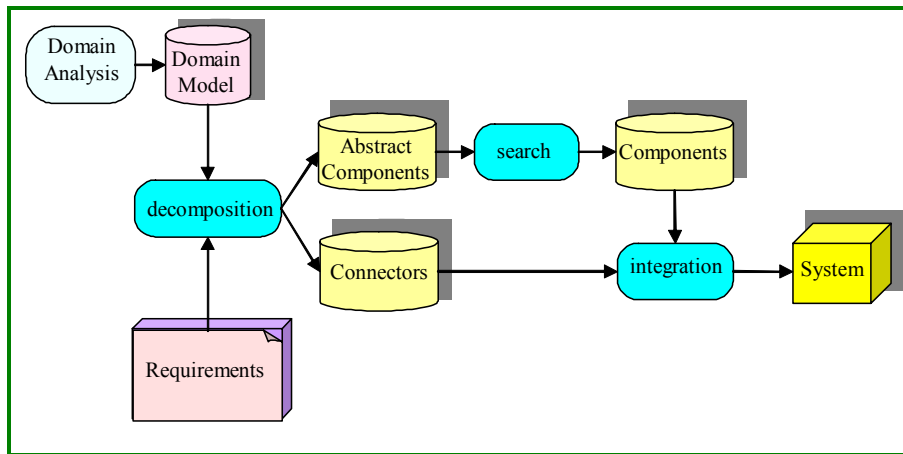 Domain
Analysis
Domain
Model
Abstract
Components
search
Components
decomposition
Connectors
integration
System
Requirements